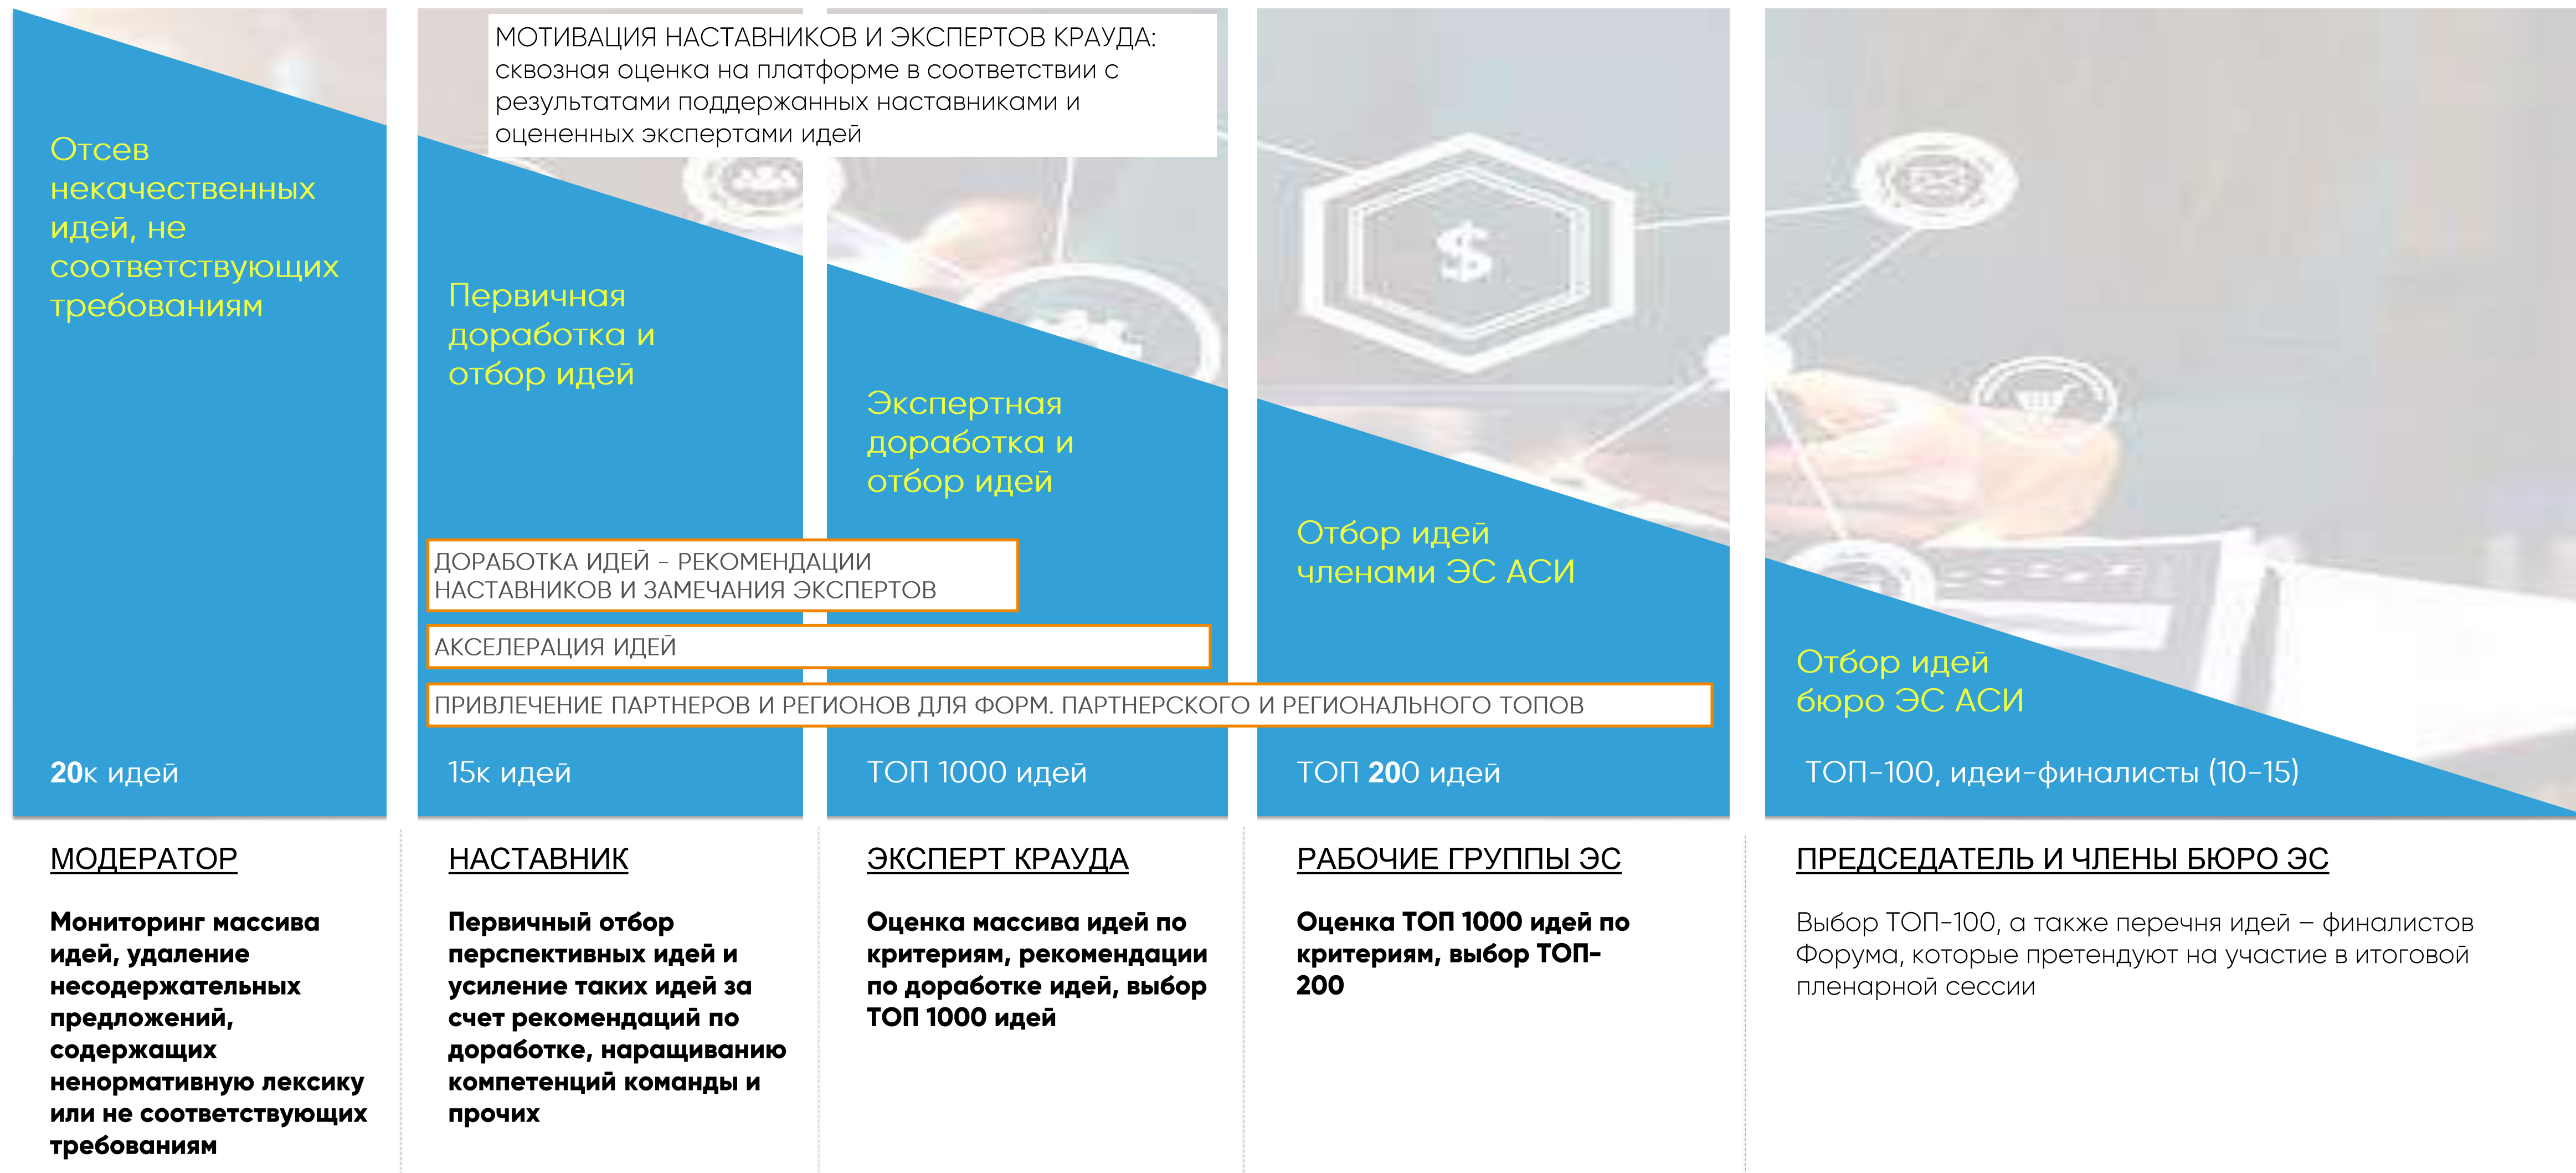 МОТИВАЦИЯ НАСТАВНИКОВ И ЭКСПЕРТОВ КРАУДА:
сквозная оценка на платформе в соответствии с
результатами поддержанных наставниками и
оцененных экспертами идей
Отсев
некачественных
идей, не
соответствующих
требованиям
20к идей
Первичная
доработка и
отбор идей
15к идей
Экспертная
доработка и
отбор идей
ТОП 1000 идей
Отбор идей
членами ЭС АСИ
ТОП 200 идей
Отбор идей
бюро ЭС АСИ
ТОП-100, идеи-финалисты (10-15)
ДОРАБОТКА ИДЕЙ - РЕКОМЕНДАЦИИ
НАСТАВНИКОВ И ЗАМЕЧАНИЯ ЭКСПЕРТОВ
АКСЕЛЕРАЦИЯ ИДЕЙ
ПРИВЛЕЧЕНИЕ ПАРТНЕРОВ И РЕГИОНОВ ДЛЯ ФОРМ. ПАРТНЕРСКОГО И РЕГИОНАЛЬНОГО ТОПОВ
МОДЕРАТОР
Мониторинг массива
идей, удаление
несодержательных
предложений,
содержащих
ненормативную лексику
или не соответствующих
требованиям
НАСТАВНИК
Первичный отбор
перспективных идей и
усиление таких идей за
счет рекомендаций по
доработке, наращиванию
компетенций команды и
прочих
ЭКСПЕРТ КРАУДА
Оценка массива идей по
критериям, рекомендации
по доработке идей, выбор
ТОП 1000 идей
РАБОЧИЕ ГРУППЫ ЭС
Оценка ТОП 1000 идей по
критериям, выбор ТОП-
200
ПРЕДСЕДАТЕЛЬ И ЧЛЕНЫ БЮРО ЭС
Выбор ТОП-100, а также перечня идей – финалистов
Форума, которые претендуют на участие в итоговой
пленарной сессии
$